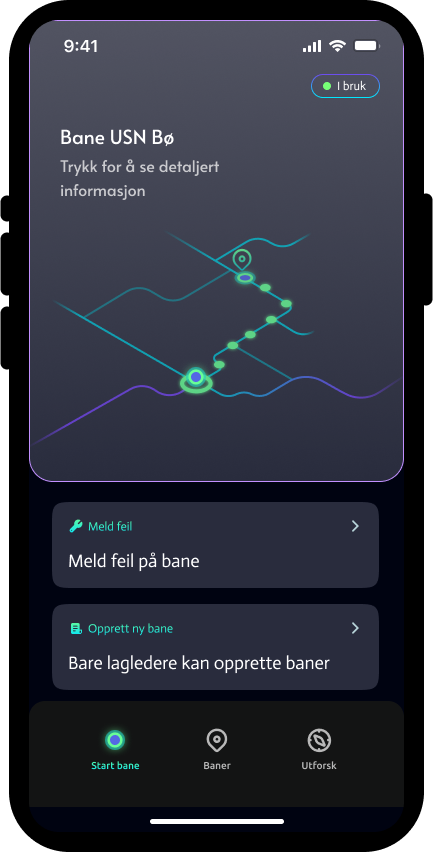 9:41
I bruk
Bane USN Bø
Trykk for å se detaljert
informasjon
Meld feil
Meld feil på bane
Opprett ny bane
Bare lagledere kan opprette baner
Start bane
Baner
Utforsk